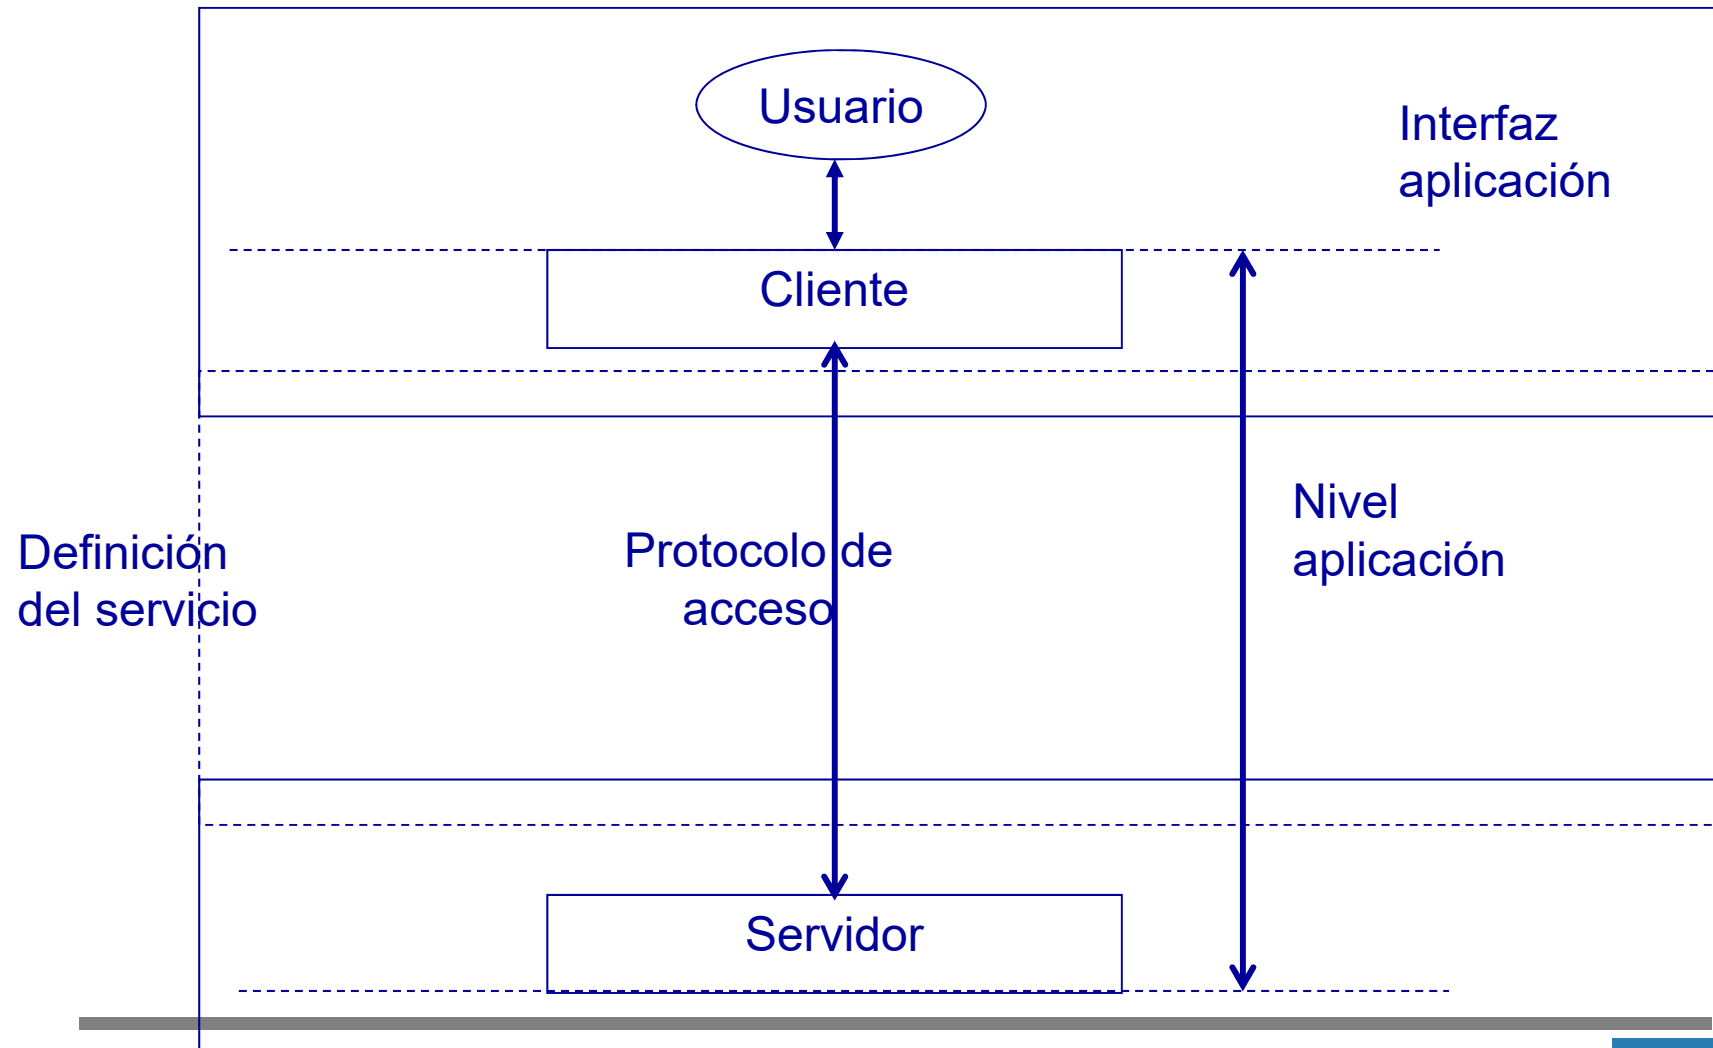 Usuario
Interfaz
aplicación
Cliente
Nivel
aplicación
Definición
del servicio
Protocolo de
acceso
Servidor